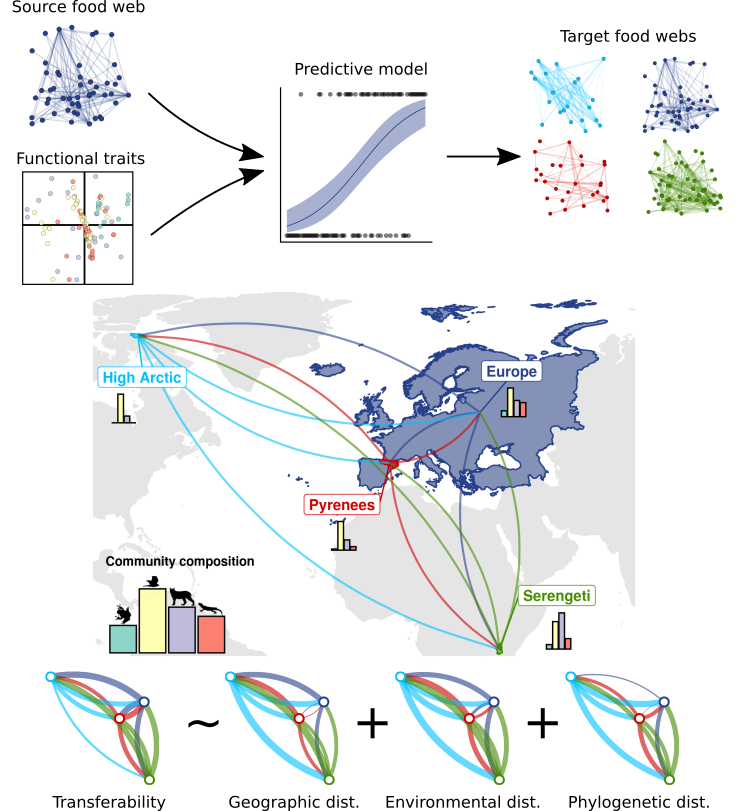 Source food web
Target food webs
Predictive model
Functional traits
High Arctic
Europe
Pyrenees
Community composition
Serengeti
~ + +
Transferability Geographic dist. Environmental dist. Phylogenetic dist.